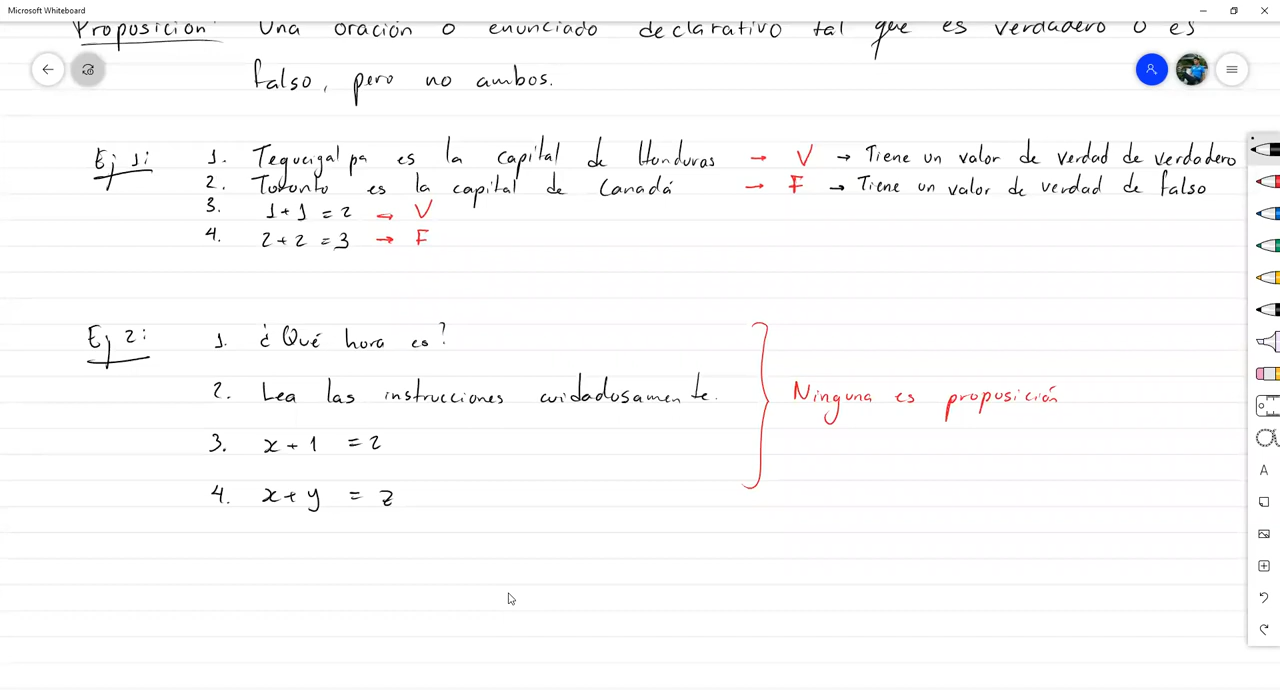 Microsoft Whiteboard
Proposición: Una oración o enunciado declarativo tal que es verdadero o es
falso, pero no ambos.
Ej 1: 1. Tegucigalpa es la capital de Honduras → V → Tiene un valor de verdad de verdadero
2. Toronto es la capital de Canadá → F → Tiene un valor de verdad de falso
3. 1 + 1 = 2 → V
4. 2 + 2 = 3 → F
Ej 2: 1. ¿Qué hora es?
2. Lea las instrucciones cuidadosamente. Ninguna es proposición
3. x + 1 = 2
4. x + y = z